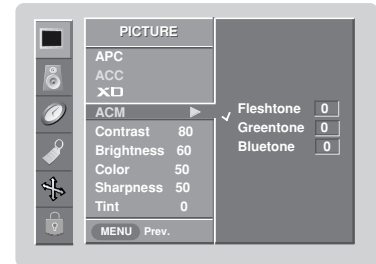 PICTURE
APC
ACC
XD
ACM
Contrast 80
Brightness 60
Color 50
Sharpness 50
Tint 0
MENU Prev.
Fleshtone 0
Greentone 0
Bluetone 0